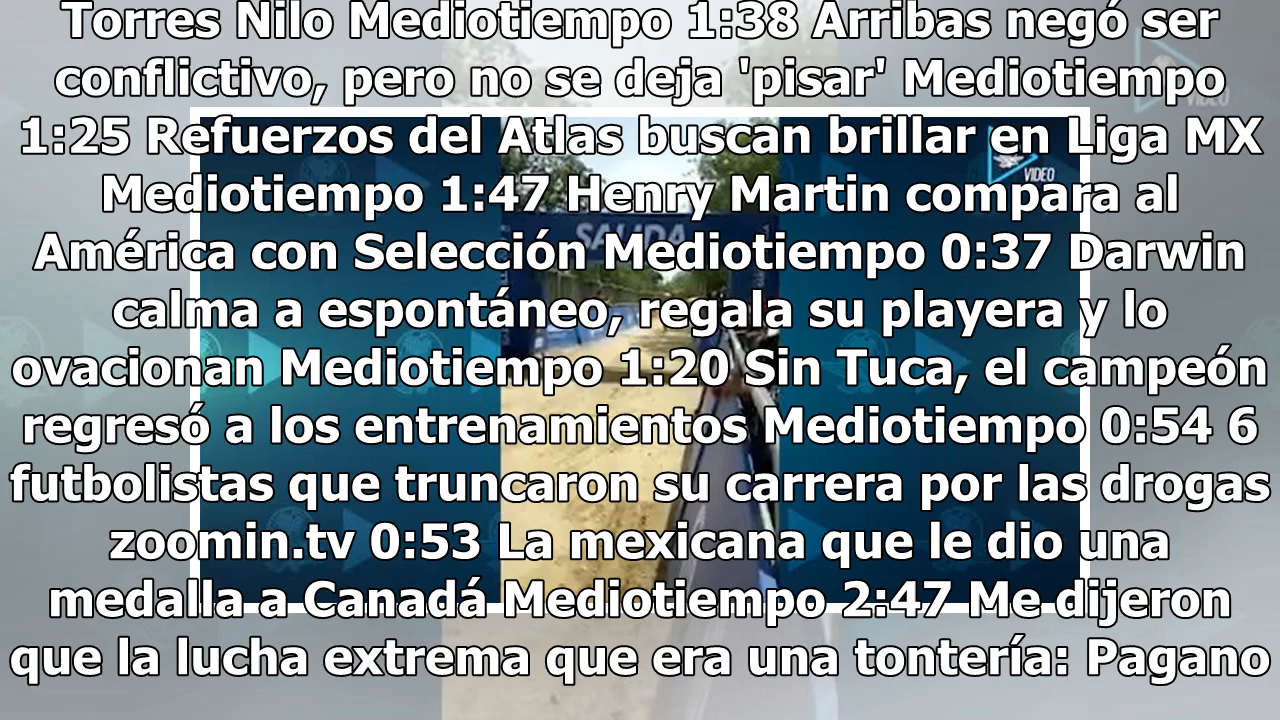 Torres Nilo Mediotiempo 1:38 Arribas negó ser
conflictivo, pero no se deja 'pisar' Mediotiempo
1:25 Refuerzos del Atlas buscan brillar en Liga MX
Mediotiempo 1:47 Henry Martin compara al
América con Selección Mediotiempo 0:37 Darwin
calma a espontáneo, regala su playera y lo
ovacionan Mediotiempo 1:20 Sin Tuca, el campeón
regresó a los entrenamientos Mediotiempo 0:54 6
futbolistas que truncaron su carrera por las drogas
zoomin.tv 0:53 La mexicana que le dio una
medalla a Canadá Mediotiempo 2:47 Me dijeron
que la lucha extrema que era una tontería: Pagano
VIDEO
VIDEO
SALIDA